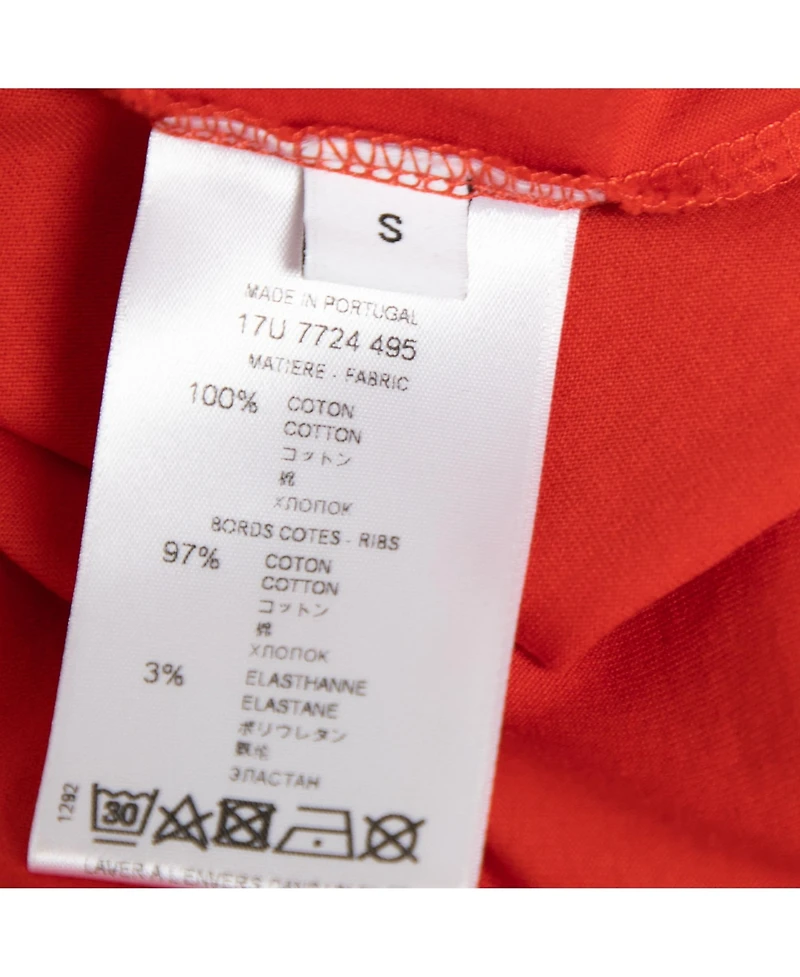 S
MADE IN PORTUGAL
17U 7724 495
MATIERE - FABRIC
100% COTON
COTTON
コットン
棉
ХЛОПОК
BORDS COTES - RIBS
97% COTON
COTTON
コットン
棉
ХЛОПОК
3% ELASTHANNE
ELASTANE
ポリウレタン
ЭЛАСТАН
1292
30
LAVER A L'ENVERS